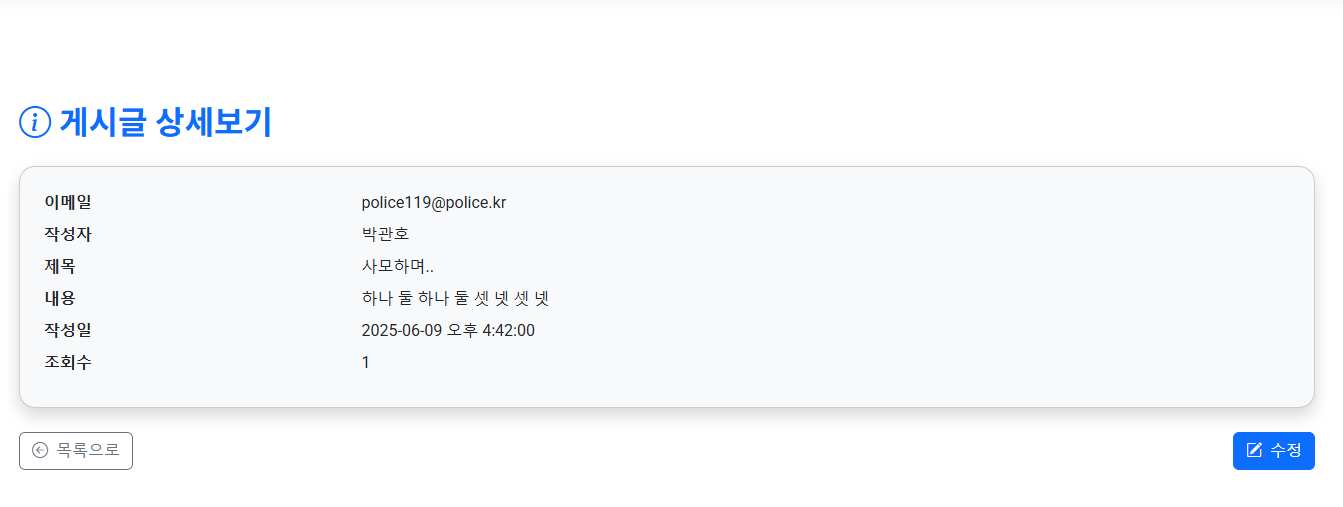 게시글 상세보기
이메일 police119@police.kr
작성자 박관호
제목 사모하며..
내용 하나 둘 하나 둘 셋 넷 셋 넷
작성일 2025-06-09 오후 4:42:00
조회수 1
목록으로 수정